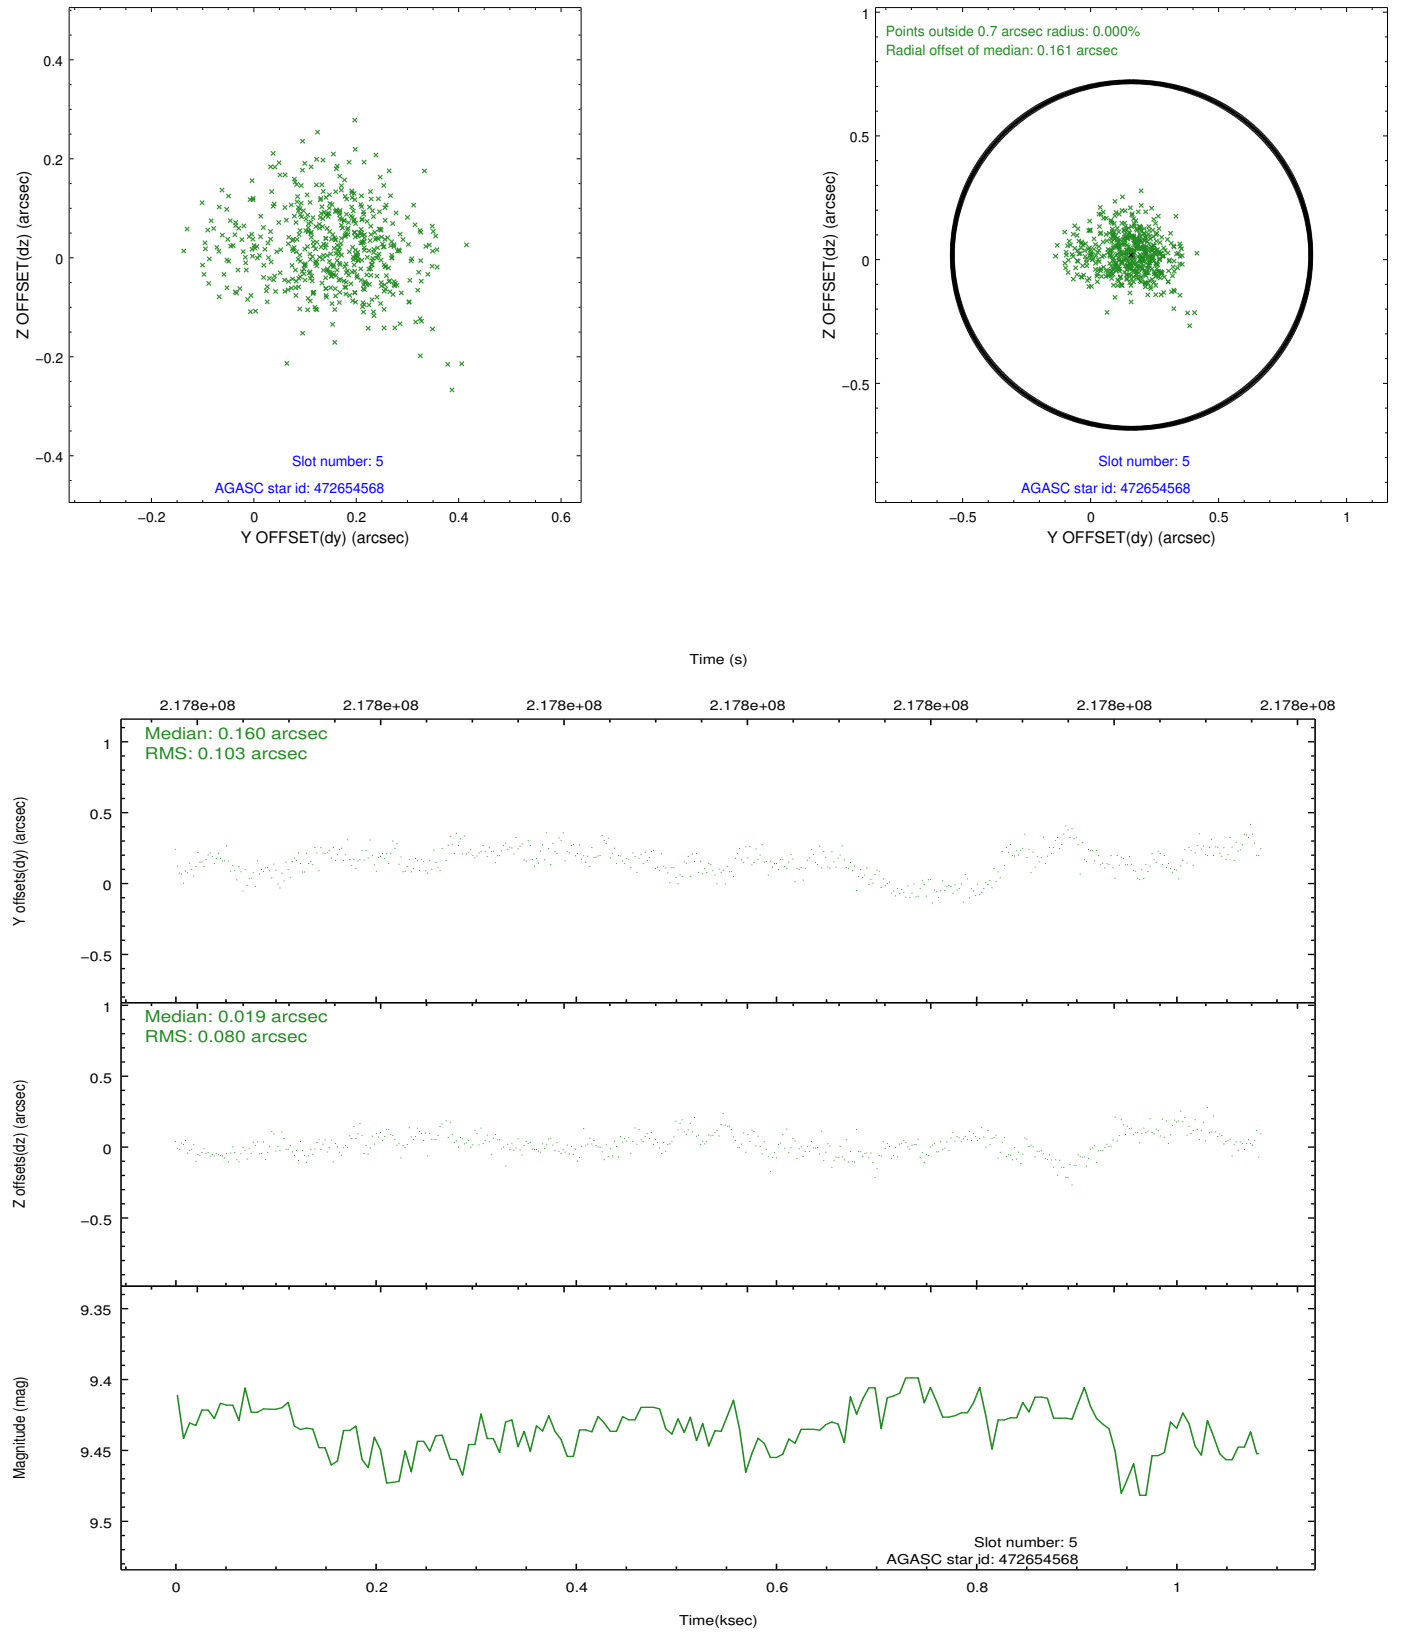 0.4
0.2
0
−0.2
−0.4
Z OFFSET(dz) (arcsec)
Slot number: 5
AGASC star id: 472654568
−0.2 0 0.2 0.4 0.6
Y OFFSET(dy) (arcsec)
1
0.5
0
−0.5
Z OFFSET(dz) (arcsec)
Points outside 0.7 arcsec radius: 0.000%
Radial offset of median: 0.161 arcsec
Slot number: 5
AGASC star id: 472654568
−0.5 0 0.5 1
Y OFFSET(dy) (arcsec)
Time (s)
2.178e+08 2.178e+08 2.178e+08 2.178e+08 2.178e+08 2.178e+08 2.178e+08
Median: 0.160 arcsec
RMS: 0.103 arcsec
1
0.5
0
−0.5
Y offsets(dy) (arcsec)
Median: 0.019 arcsec
RMS: 0.080 arcsec
1
0.5
0
−0.5
Z offsets(dz) (arcsec)
9.35
9.4
9.45
9.5
Magnitude (mag)
Slot number: 5
AGASC star id: 472654568
0 0.2 0.4 0.6 0.8 1
Time(ksec)